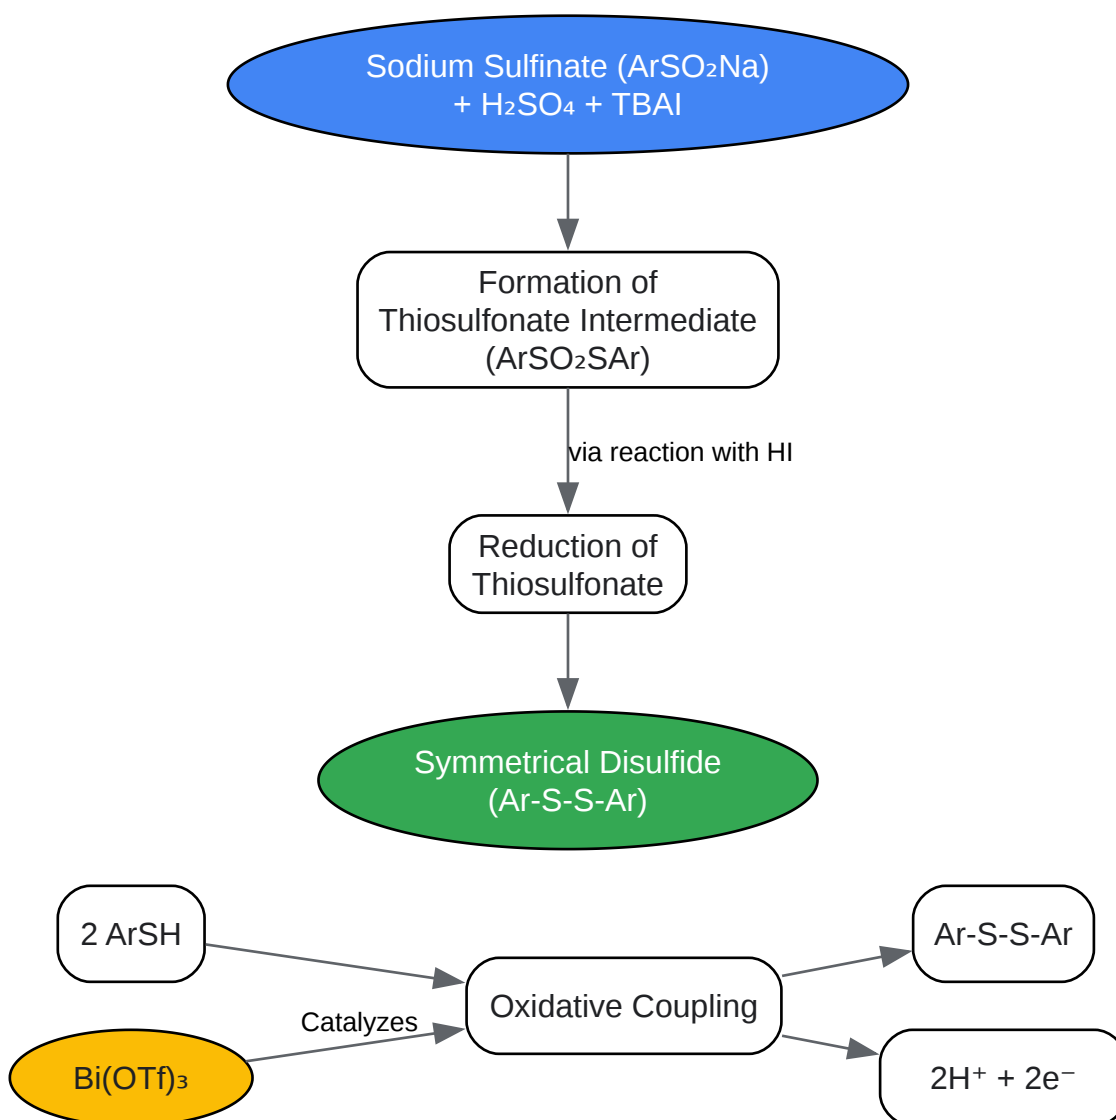 Sodium Sulfinate (ArSO₂Na)
+ H₂SO₄ + TBAI
Formation of
Thiosulfonate Intermediate
(ArSO₂SAr)
via reaction with HI
Reduction of
Thiosulfonate
Symmetrical Disulfide
(Ar-S-S-Ar)
2 ArSH
Ar-S-S-Ar
Oxidative Coupling
Catalyzes
Bi(OTf)₃
2H⁺ + 2e⁻